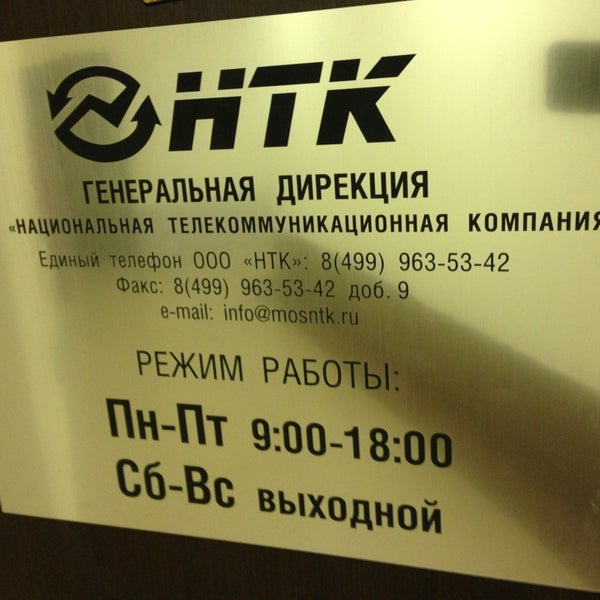 НТК
ГЕНЕРАЛЬНАЯ ДИРЕКЦИЯ
«НАЦИОНАЛЬНАЯ ТЕЛЕКОММУНИКАЦИОННАЯ КОМПАНИЯ
Единый телефон ООО «НТК»: 8(499) 963-53-42
Факс: 8(499) 963-53-42 доб. 9
e-mail: info@mosntk.ru
РЕЖИМ РАБОТЫ:
Пн-Пт 9:00-18:00
Сб-Вс выходной